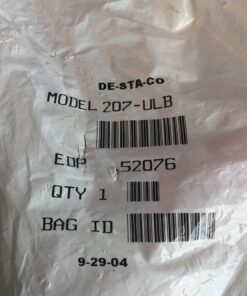 DE-STA-CO
MODEL 207-ULB
EDP 52076
QTY 1
BAG ID
9-29-04